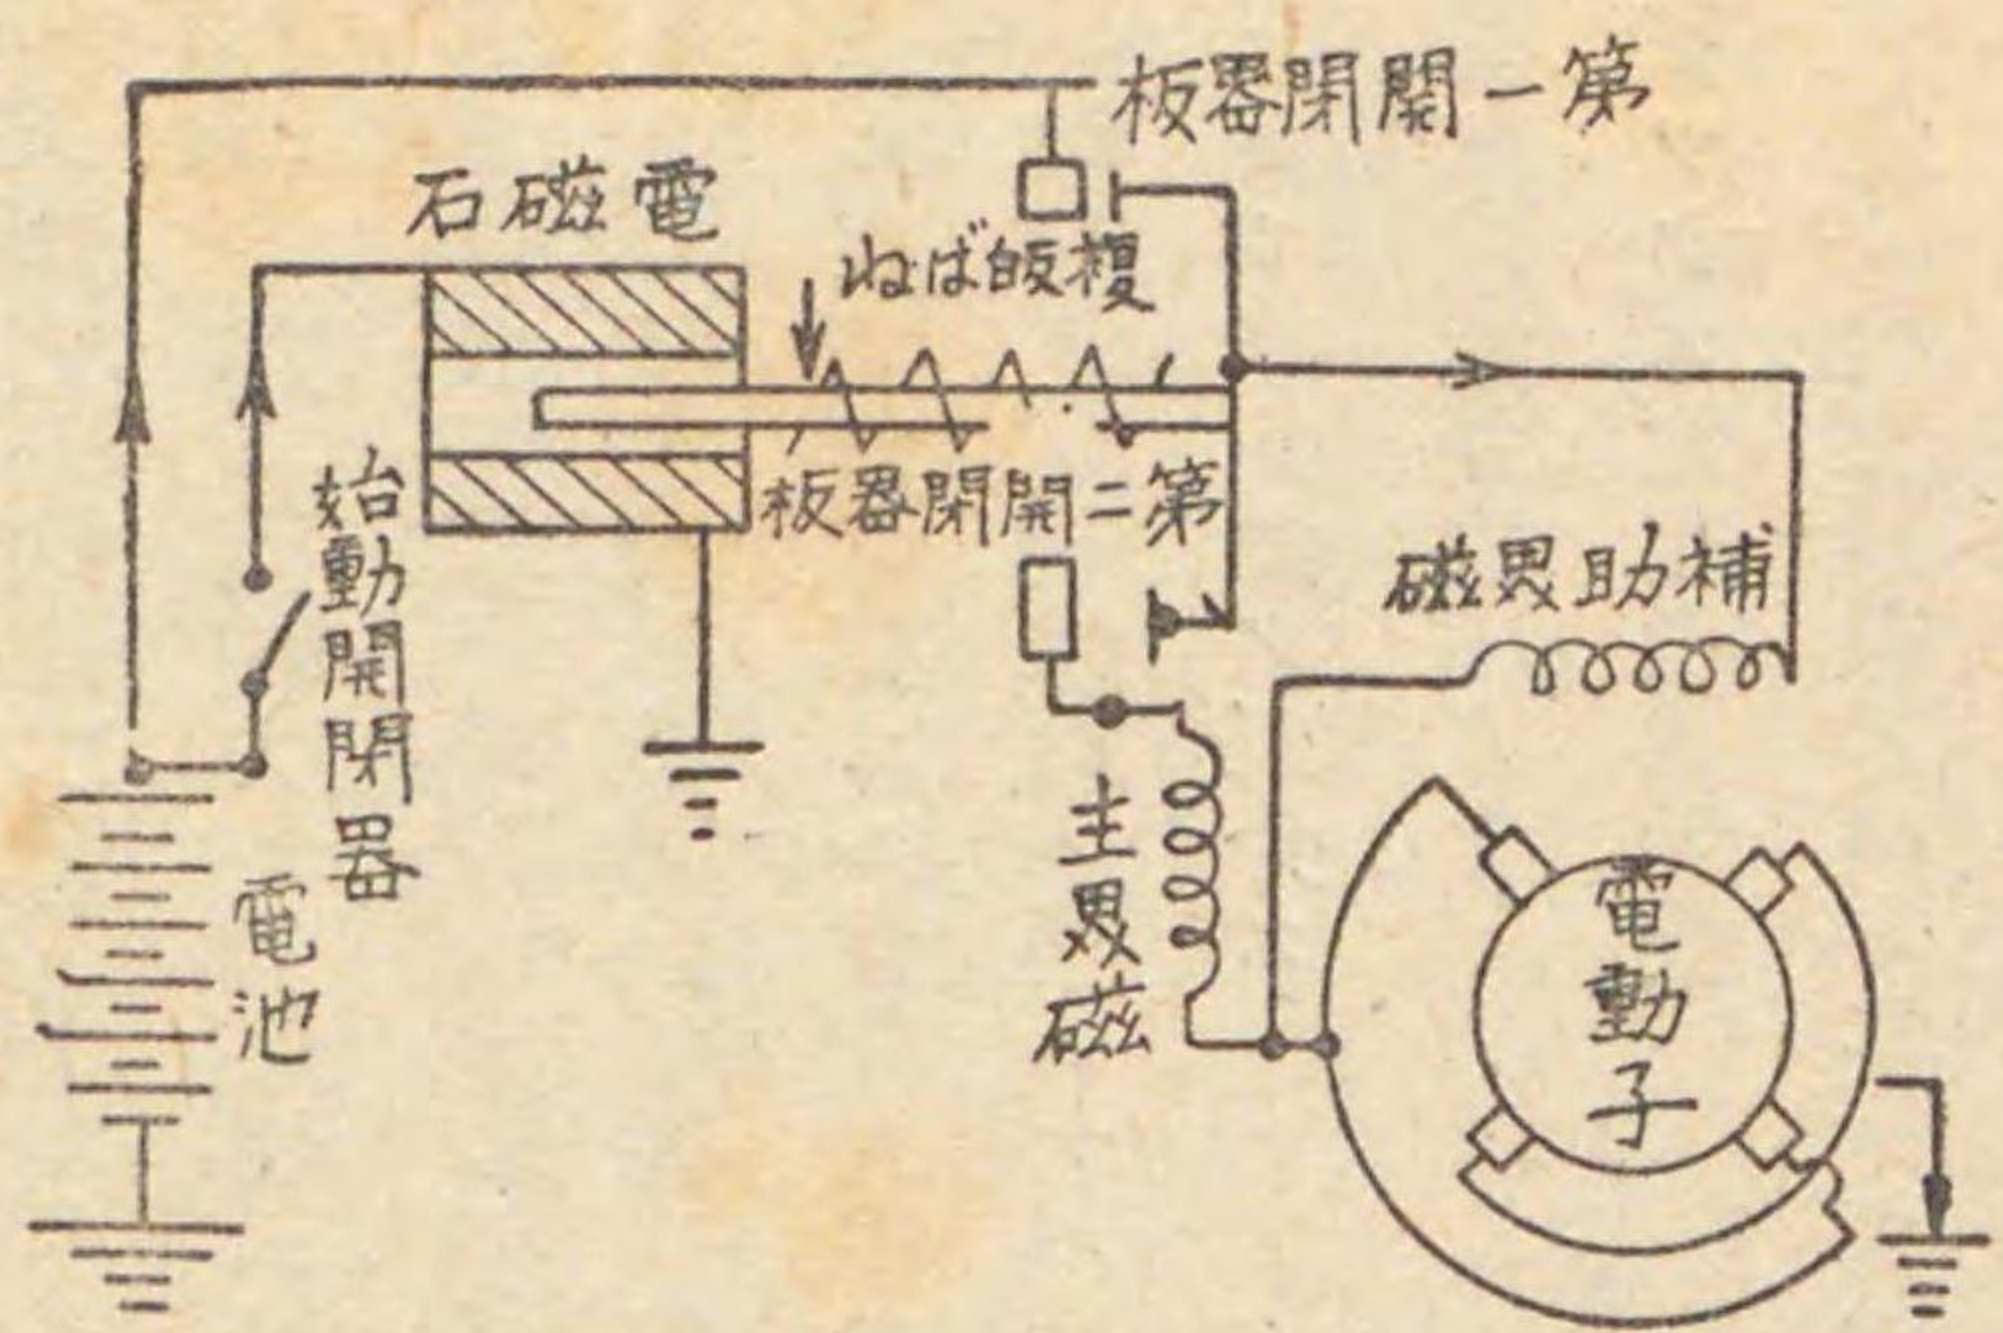 第一開閉器板
電磁石
複皈ばね
第二開閉器板
始動開閉器
補助界磁
主界磁
電池
電動子